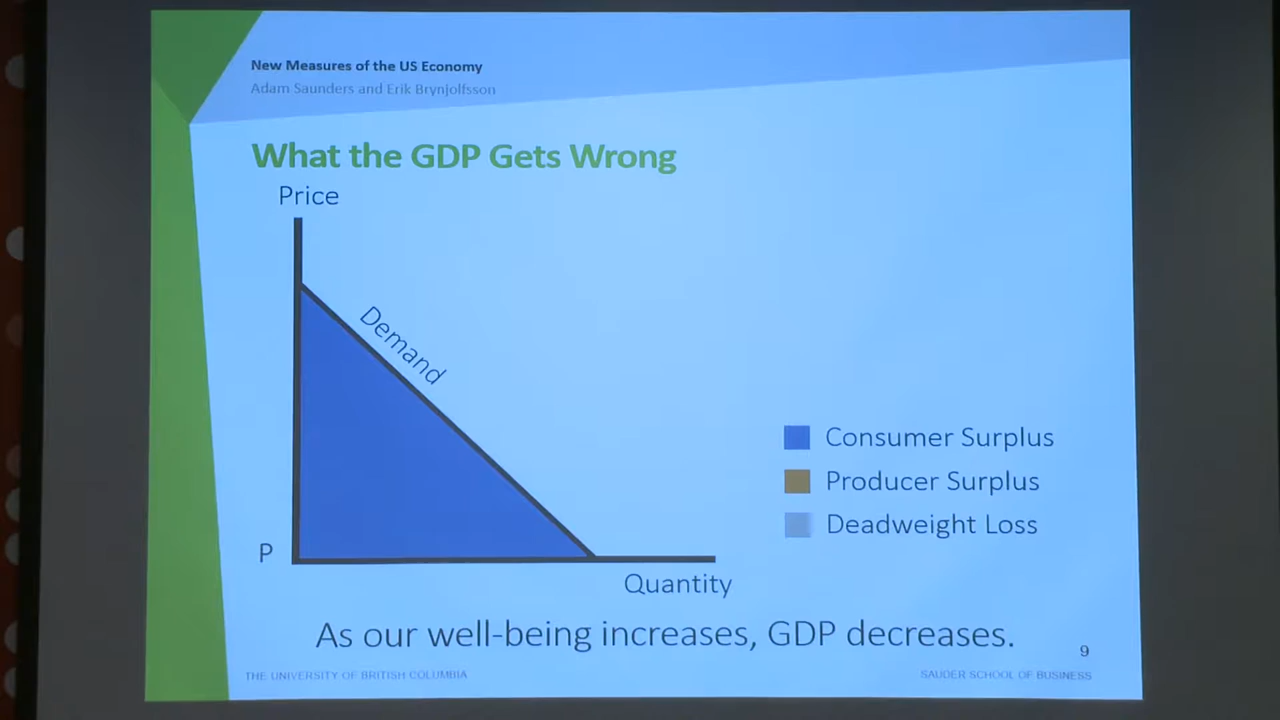 New Measures of the US Economy
Adam Saunders and Erik Brynjolfsson
What the GDP Gets Wrong
Price
Demand
Consumer Surplus
Producer Surplus
Deadweight Loss
P
Quantity
As our well-being increases, GDP decreases.
9
THE UNIVERSITY OF BRITISH COLUMBIA
SAUDER SCHOOL OF BUSINESS